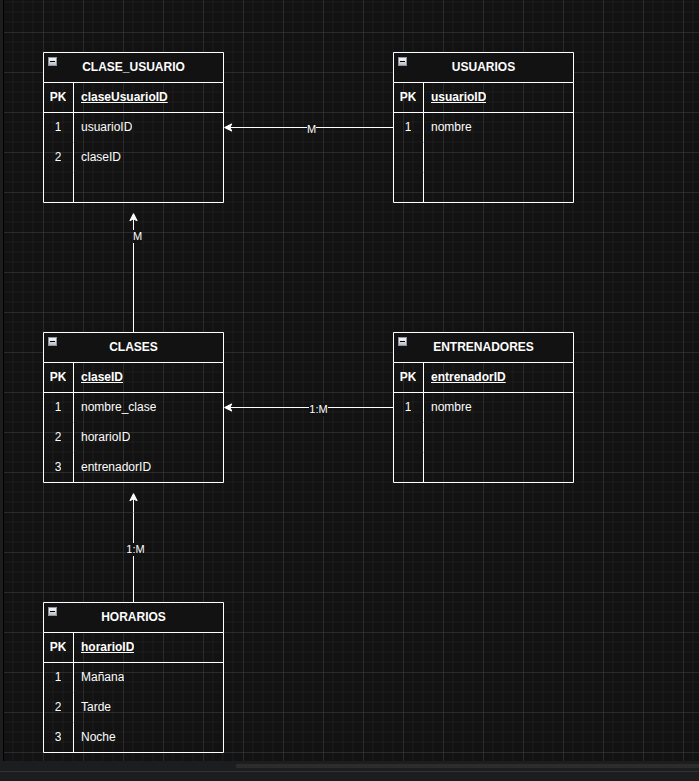 CLASE_USUARIO
PK claseUsuarioID
1 usuarioID
2 claseID
USUARIOS
PK usuarioID
1 nombre
M
M
CLASES
PK claseID
1 nombre_clase
2 horarioID
3 entrenadorID
ENTRENADORES
PK entrenadorID
1 nombre
1:M
1:M
HORARIOS
PK horarioID
1 Mañana
2 Tarde
3 Noche